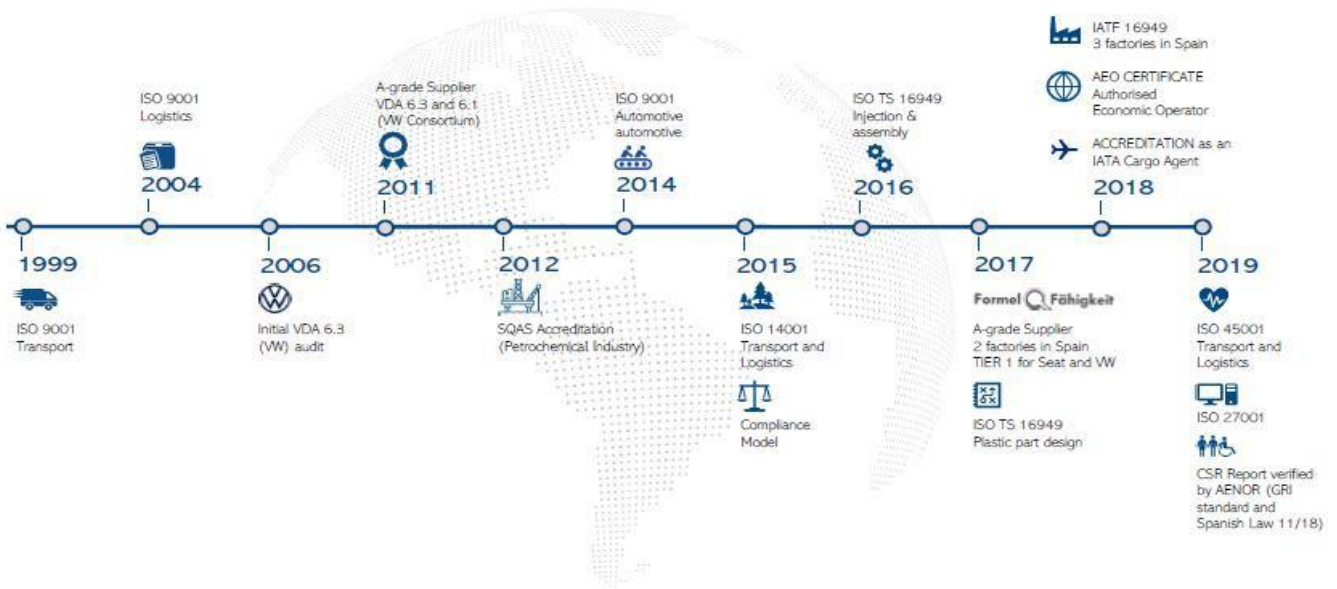 1999
ISO 9001
Transport
ISO 9001
Logistics
2004
2006
Initial VDA 6.3
(VW) audit
A-grade Supplier
VDA 6.3 and 6.1
(VW Consortium)
2011
2012
SQAS Accreditation
(Petrochemical Industry)
ISO 9001
Automotive
automotive
2014
2015
ISO 14001
Transport and
Logistics
Compliance
Model
ISO TS 16949
Injection &
assembly
2016
2017
Formel Q Fähigkeit
A-grade Supplier
2 factories in Spain
TIER 1 for Seat and VW
ISO TS 16949
Plastic part design
IATF 16949
3 factories in Spain
AEO CERTIFICATE
Authorised
Economic Operator
ACCREDITATION as an
IATA Cargo Agent
2018
2019
ISO 45001
Transport and
Logistics
ISO 27001
CSR Report verified
by AENOR (GRI
standard and
Spanish Law 11/18)